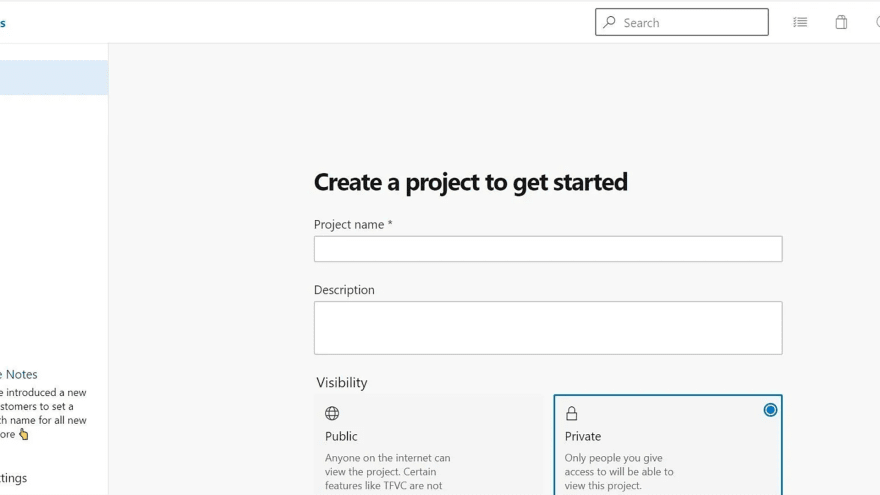 s
Search
Create a project to get started
Project name *
Description
Visibility
Public
Anyone on the internet can
view the project. Certain
features like TFVC are not
Private
Only people you give
access to will be able to
view this project.
e Notes
e introduced a new
stomers to set a
ch name for all new
ore 👆
tings